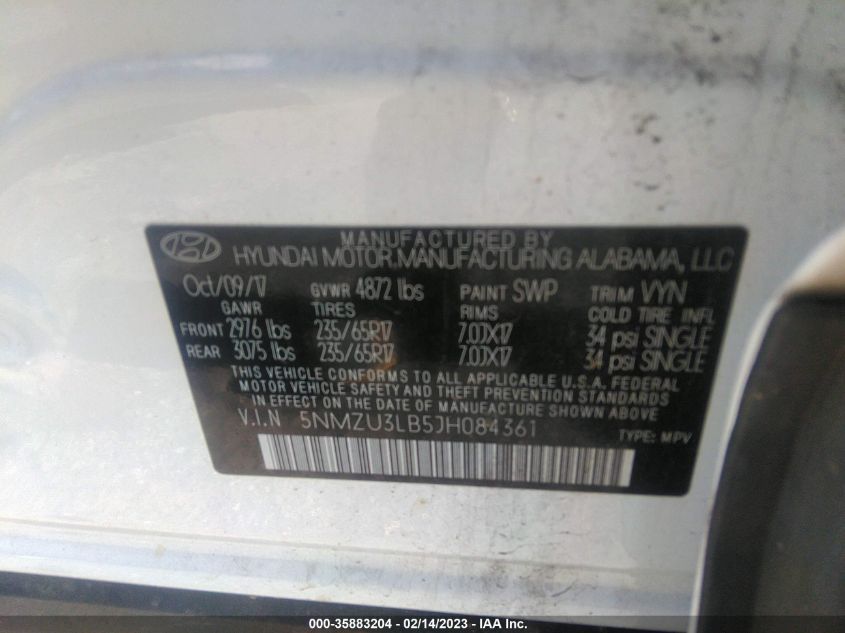 MANUFACTURED BY
HYUNDAI MOTOR MANUFACTURING ALABAMA, LLC
Oct/09/17 GVWR 4872 lbs PAINT SWP TRIM VYN
GAWR TIRES RIMS COLD TIRE INFL
FRONT 2976 lbs 235/65R17 7.0JX17 34 psi SINGLE
REAR 3075 lbs 235/65R17 7.0JX17 34 psi SINGLE
THIS VEHICLE CONFORMS TO ALL APPLICABLE U.S.A. FEDERAL
MOTOR VEHICLE SAFETY AND THEFT PREVENTION STANDARDS
IN EFFECT ON THE DATE OF MANUFACTURE SHOWN ABOVE.
V.I.N 5NMZU3LB5JH084361
TYPE: MPV
000-35883204 - 02/14/2023 - IAAI.com